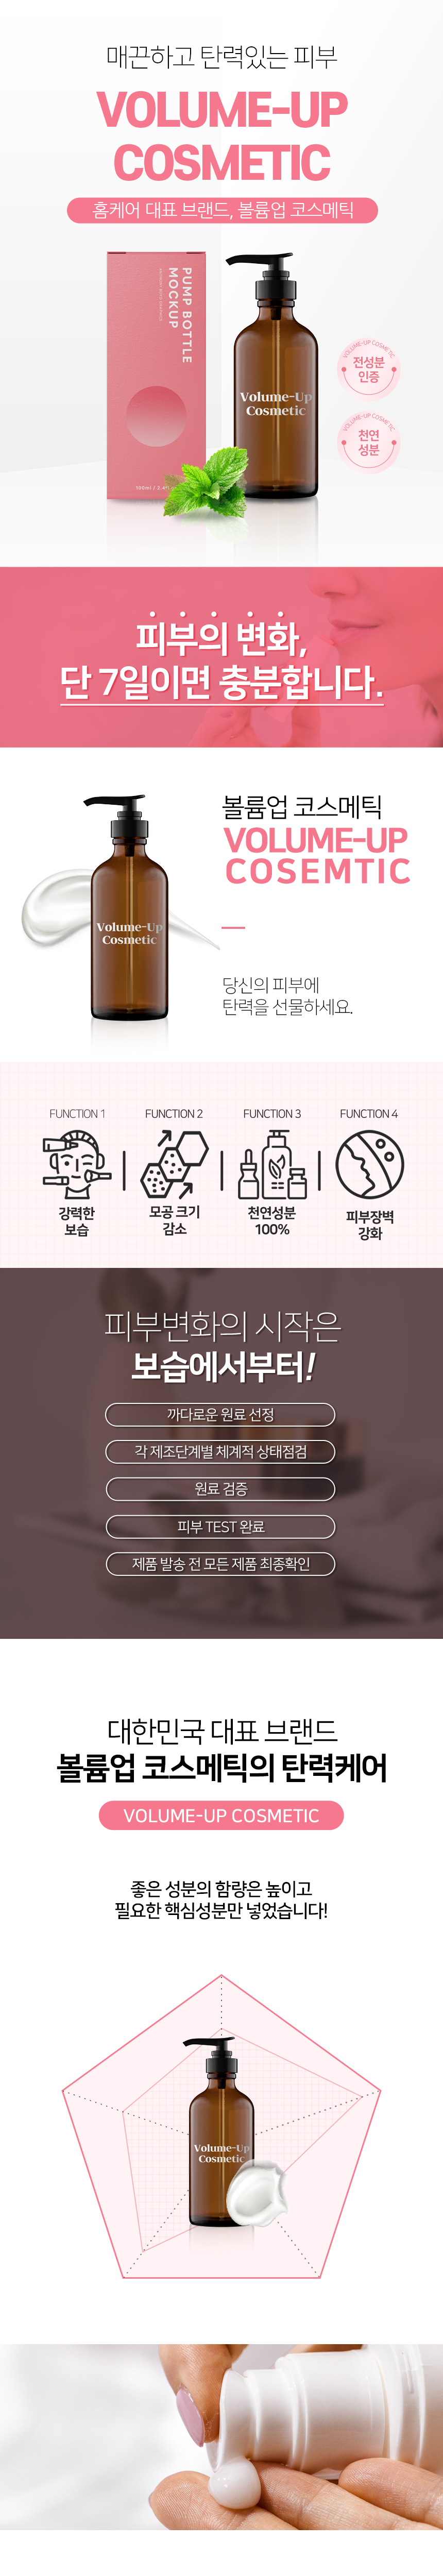 매끈하고 탄력있는 피부
VOLUME-UP
COSMETIC
홈케어 대표 브랜드, 볼륨업 코스메틱
PUMP BOTTLE
MOCKUP
Volume-Up
Cosmetic
VOLUME-UP COSMETIC
전성분
인증
VOLUME-UP COSMETIC
천연
성분
피부의 변화,
단 7일이면 충분합니다.
볼륨업 코스메틱
VOLUME-UP
COSEMTIC
Volume-Up
Cosmetic
당신의 피부에
탄력을 선물하세요.
FUNCTION 1
강력한
보습
FUNCTION 2
모공 크기
감소
FUNCTION 3
천연성분
100%
FUNCTION 4
피부장벽
강화
피부변화의 시작은
보습에서부터!
까다로운 원료 선정
각 제조단계별 체계적 상태점검
원료 검증
피부 TEST 완료
제품 발송 전 모든 제품 최종확인
대한민국 대표 브랜드
볼륨업 코스메틱의 탄력케어
VOLUME-UP COSMETIC
좋은 성분의 함량은 높이고
필요한 핵심성분만 넣었습니다!
Volume-Up
Cosmetic